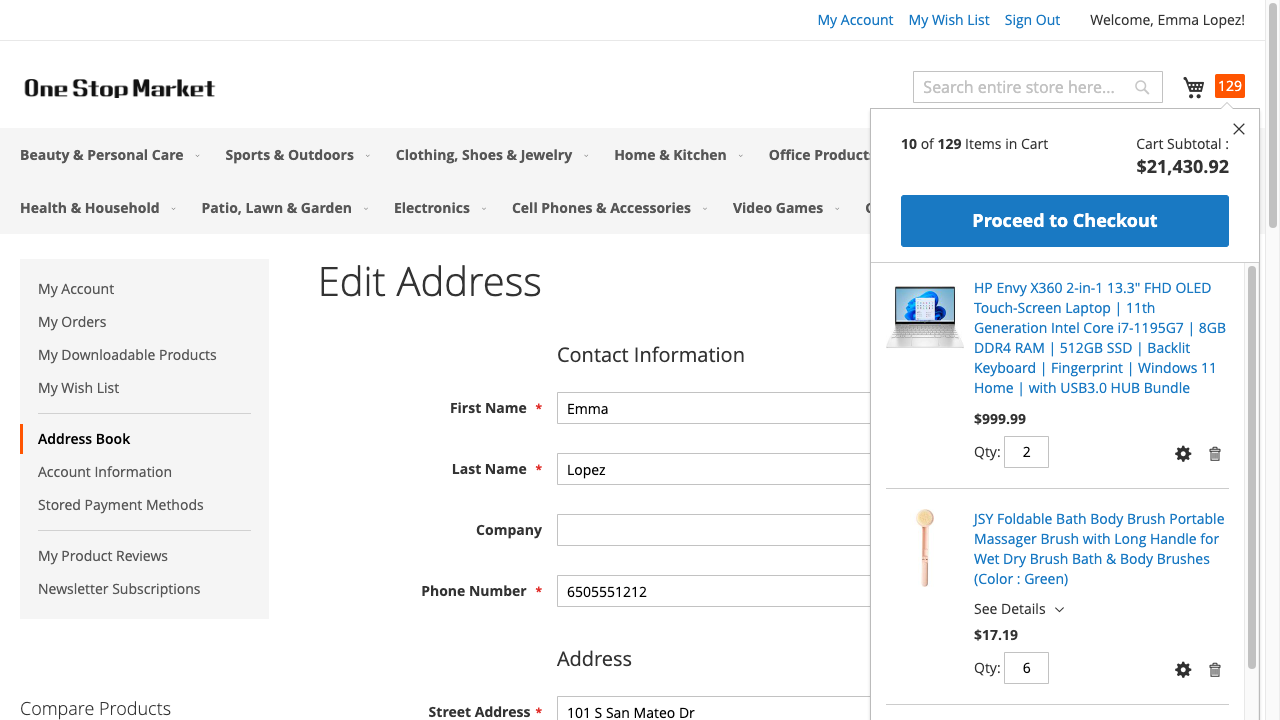 My Account My Wish List Sign Out Welcome, Emma Lopez!
One Stop Market
Search entire store here...
129
Beauty & Personal Care
Sports & Outdoors
Clothing, Shoes & Jewelry
Home & Kitchen
Office Product
Health & Household
Patio, Lawn & Garden
Electronics
Cell Phones & Accessories
Video Games
10 of 129 Items in Cart
Cart Subtotal :
$21,430.92
Proceed to Checkout
HP Envy X360 2-in-1 13.3" FHD OLED
Touch-Screen Laptop | 11th
Generation Intel Core i7-1195G7 | 8GB
DDR4 RAM | 512GB SSD | Backlit
Keyboard | Fingerprint | Windows 11
Home | with USB3.0 HUB Bundle
$999.99
Qty: 2
JSY Foldable Bath Body Brush Portable
Massager Brush with Long Handle for
Wet Dry Brush Bath & Body Brushes
(Color : Green)
See Details
$17.19
Qty: 6
My Account
My Orders
My Downloadable Products
My Wish List
Address Book
Account Information
Stored Payment Methods
My Product Reviews
Newsletter Subscriptions
Compare Products
Edit Address
Contact Information
First Name * Emma
Last Name * Lopez
Company
Phone Number * 6505551212
Address
Street Address * 101 S San Mateo Dr